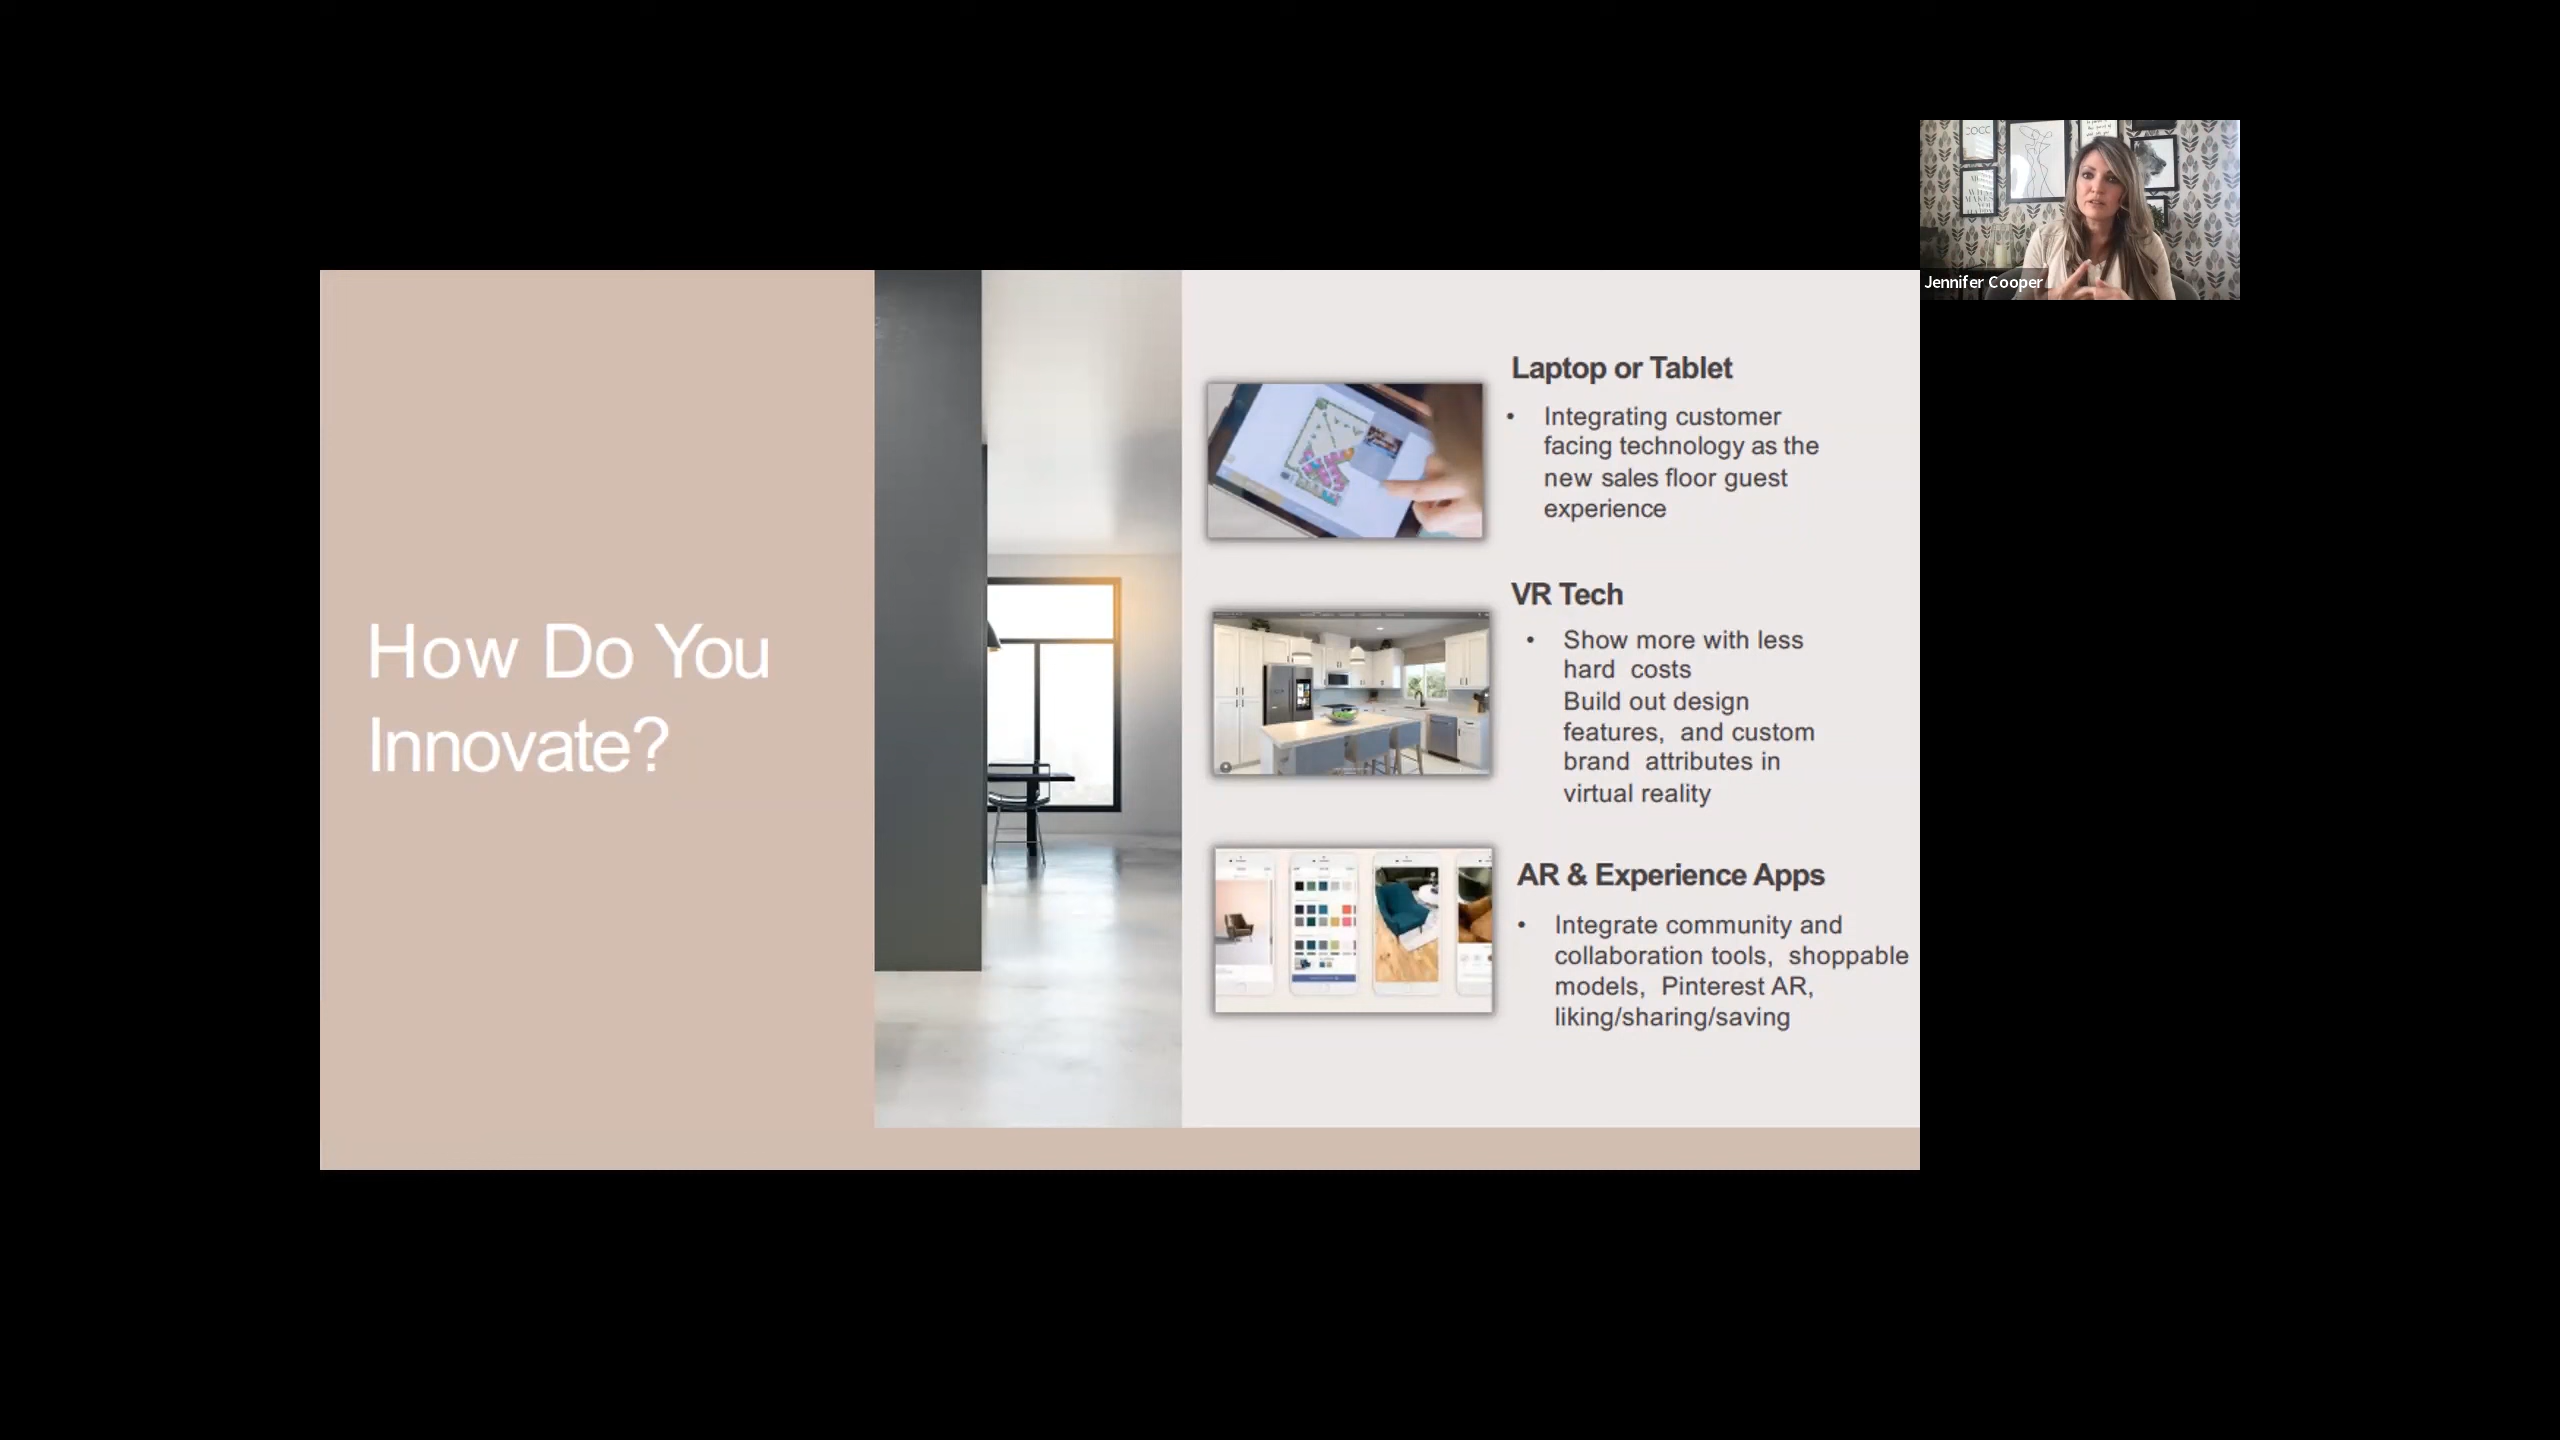 COCO
Jennifer Cooper
How Do You
Innovate?
Laptop or Tablet
• Integrating customer
facing technology as the
new sales floor guest
experience
VR Tech
• Show more with less
hard costs
Build out design
features, and custom
brand attributes in
virtual reality
AR & Experience Apps
• Integrate community and
collaboration tools, shoppable
models, Pinterest AR,
liking/sharing/saving